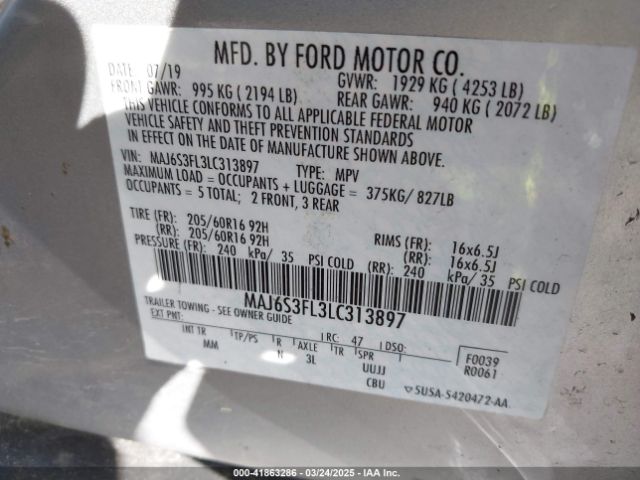 MFD. BY FORD MOTOR CO.
DATE: 07/19 GVWR: 1929 KG ( 4253 LB)
FRONT GAWR: 995 KG ( 2194 LB) REAR GAWR: 940 KG ( 2072 LB)
THIS VEHICLE CONFORMS TO ALL APPLICABLE FEDERAL MOTOR
VEHICLE SAFETY AND THEFT PREVENTION STANDARDS
IN EFFECT ON THE DATE OF MANUFACTURE SHOWN ABOVE.
VIN: MAJ6S3FL3LC313897 TYPE: MPV
MAXIMUM LOAD = OCCUPANTS + LUGGAGE = 375KG/ 827LB
OCCUPANTS = 5 TOTAL; 2 FRONT, 3 REAR
TIRE (FR): 205/60R16 92H RIMS (FR): 16x6.5J
(RR): 205/60R16 92H (RR): 16x6.5J
PRESSURE (FR): 240 kPa/ 35 PSI COLD (RR): 240 kPa/ 35 PSI COLD
MAJ6S3FL3LC313897
TRAILER TOWING - SEE OWNER GUIDE
EXT PNT: RC: 47 DSO:
INT TR TP/PS R AXLE TR SPR F0039
MM N 3L UUJJ R0061
CBU 5USA-5420472-AA
000-41863286 - 03/24/2025 - IAA Inc.